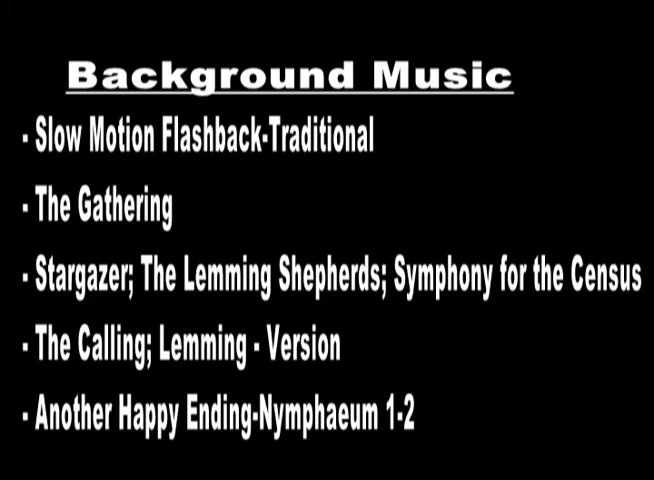 Background Music
- Slow Motion Flashback-Traditional
- The Gathering
- Stargazer; The Lemming Shepherds; Symphony for the Census
- The Calling; Lemming - Version
- Another Happy Ending-Nymphaeum 1-2